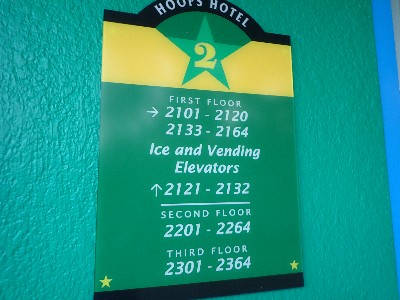 HOOPS HOTEL
2
FIRST FLOOR
→ 2101 - 2120
2133 - 2164
Ice and Vending
Elevators
↑ 2121 - 2132
SECOND FLOOR
2201 - 2264
THIRD FLOOR
2301 - 2364